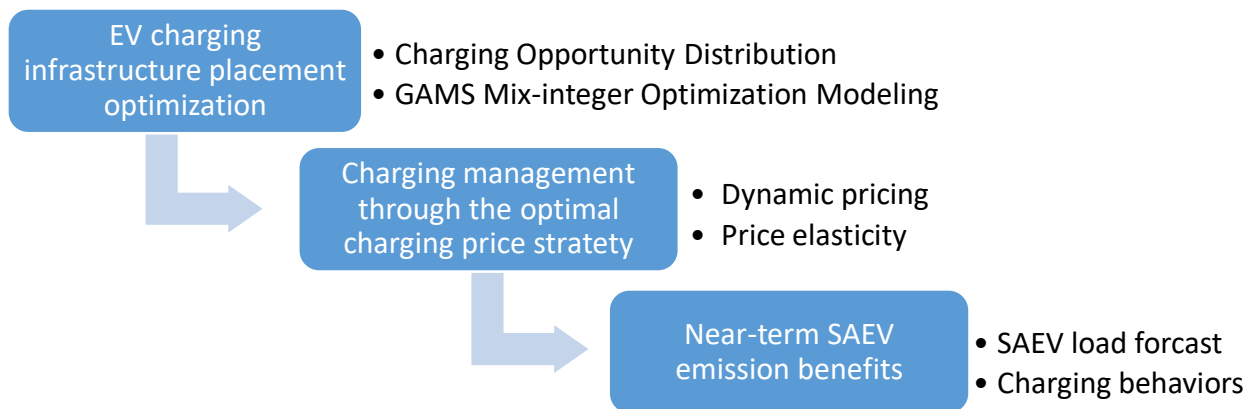 EV charging
infrastructure placement
optimization
• Charging Opportunity Distribution
• GAMS Mix-integer Optimization Modeling
Charging management
through the optimal
charging price stratety
• Dynamic pricing
• Price elasticity
Near-term SAEV
emission benefits
• SAEV load forcast
• Charging behaviors